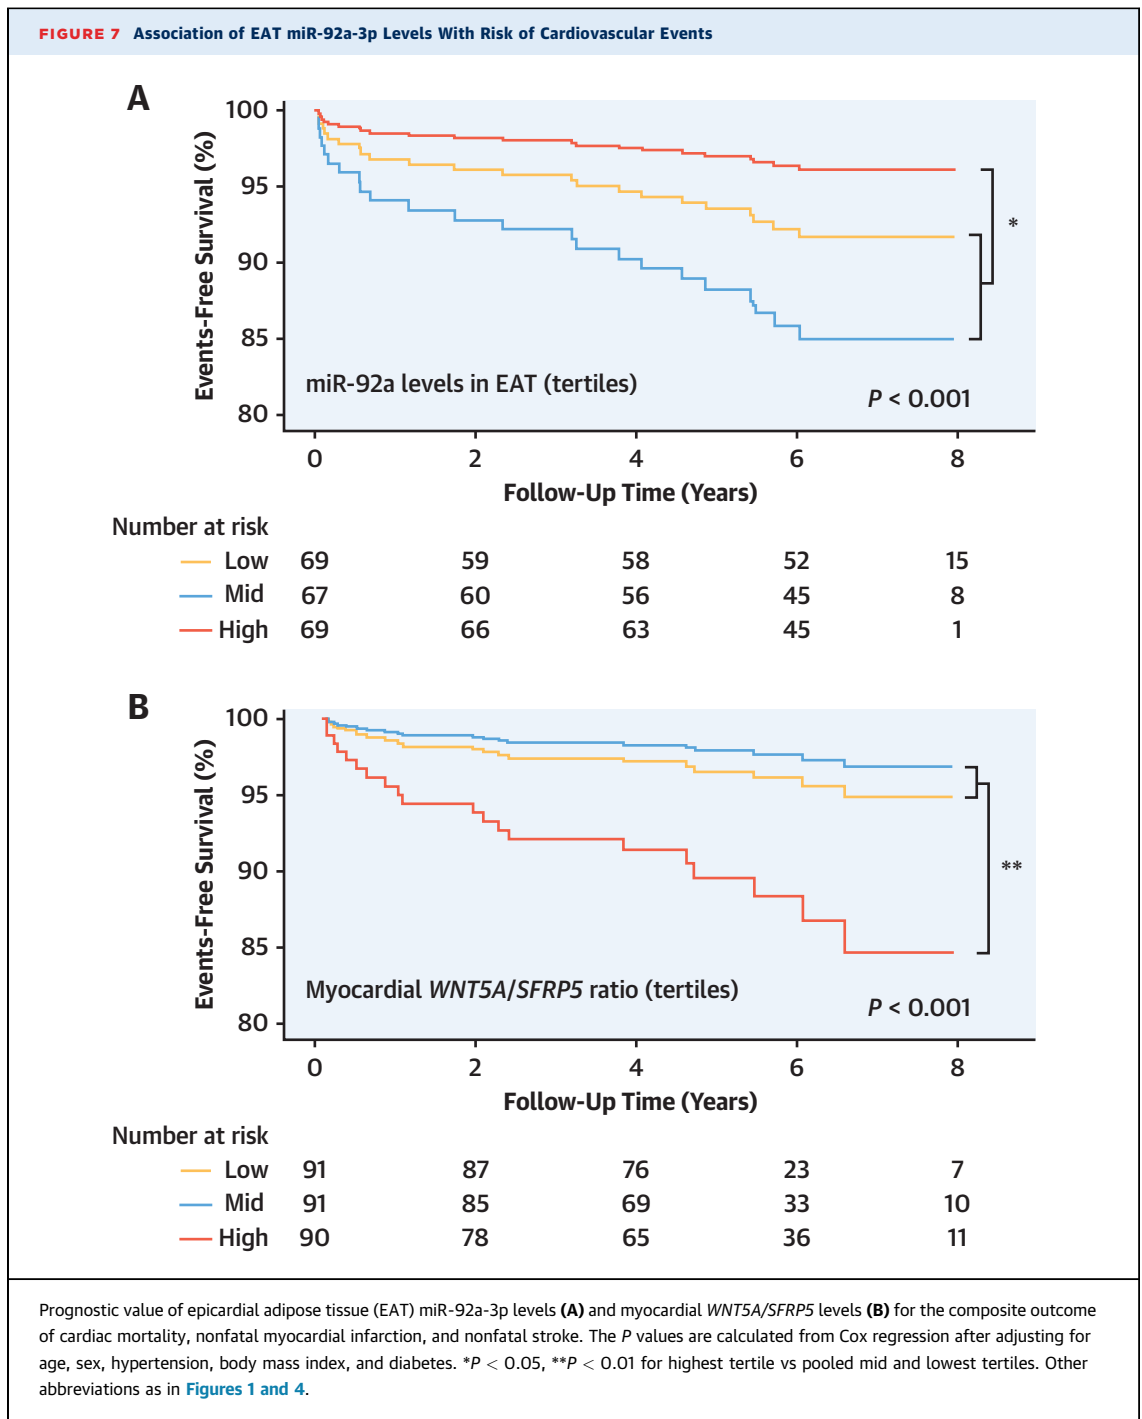 FIGURE 7 Association of EAT miR-92a-3p Levels With Risk of Cardiovascular Events
A
Events-Free Survival (%)
100
95
90
85
80
*
miR-92a levels in EAT (tertiles)
P < 0.001
0 2 4 6 8
Follow-Up Time (Years)
Number at risk
Low 69 59 58 52 15
Mid 67 60 56 45 8
High 69 66 63 45 1
B
Events-Free Survival (%)
100
95
90
85
80
**
Myocardial WNT5A/SFRP5 ratio (tertiles)
P < 0.001
0 2 4 6 8
Follow-Up Time (Years)
Number at risk
Low 91 87 76 23 7
Mid 91 85 69 33 10
High 90 78 65 36 11
Prognostic value of epicardial adipose tissue (EAT) miR-92a-3p levels (A) and myocardial WNT5A/SFRP5 levels (B) for the composite outcome
of cardiac mortality, nonfatal myocardial infarction, and nonfatal stroke. The P values are calculated from Cox regression after adjusting for
age, sex, hypertension, body mass index, and diabetes. *P < 0.05, **P < 0.01 for highest tertile vs pooled mid and lowest tertiles. Other
abbreviations as in Figures 1 and 4.